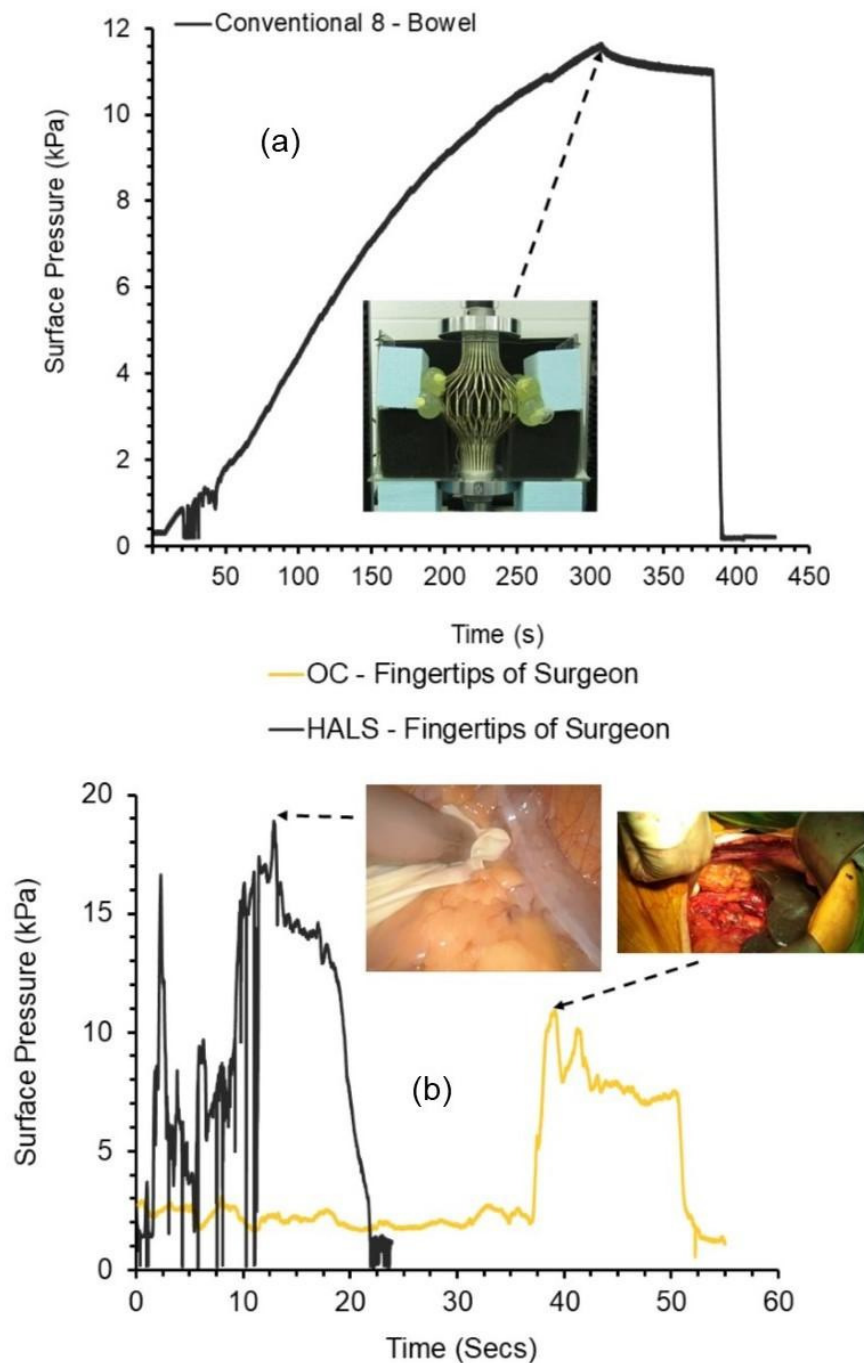 Conventional 8 - Bowel
12
10
8
6
4
2
0
Surface Pressure (kPa)
(a)
50 100 150 200 250 300 350 400 450
Time (s)
OC - Fingertips of Surgeon
HALS - Fingertips of Surgeon
20
15
10
5
0
Surface Pressure (kPa)
(b)
0 10 20 30 40 50 60
Time (Secs)